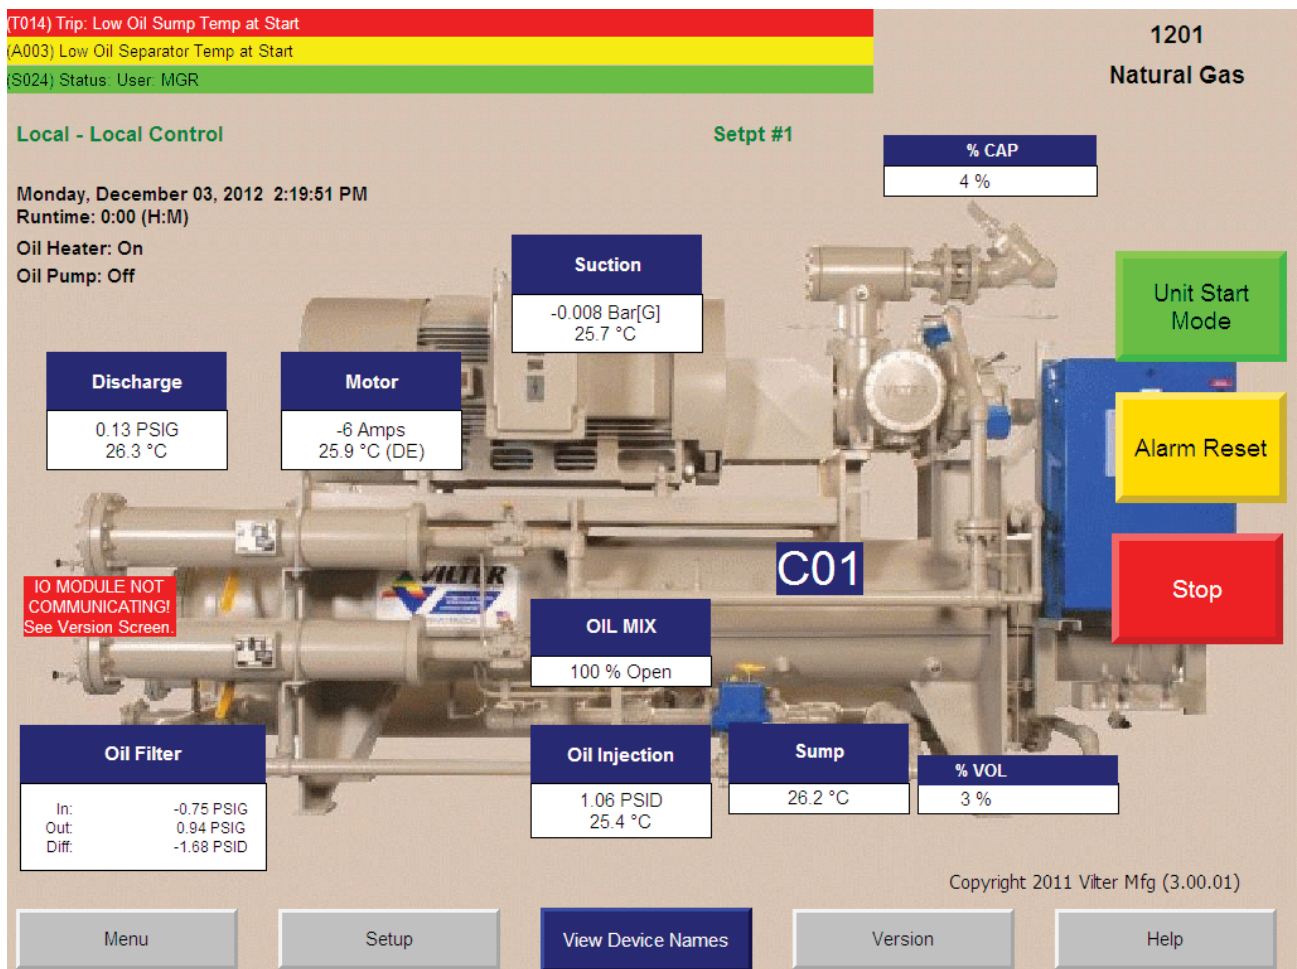 (T014) Trip: Low Oil Sump Temp at Start
(A003) Low Oil Separator Temp at Start
(S024) Status: User: MGR
1201
Natural Gas
Local - Local Control
Setpt #1
% CAP
4 %
Monday, December 03, 2012 2:19:51 PM
Runtime: 0:00 (H:M)
Oil Heater: On
Oil Pump: Off
Suction
-0.008 Bar[G]
25.7 °C
Unit Start
Mode
Discharge
0.13 PSIG
26.3 °C
Motor
-6 Amps
25.9 °C (DE)
VILTER
Alarm Reset
C01
Stop
IO MODULE NOT
COMMUNICATING!
See Version Screen.
VILTER
OIL MIX
100 % Open
Oil Filter
In: -0.75 PSIG
Out: 0.94 PSIG
Diff: -1.68 PSID
Oil Injection
1.06 PSID
25.4 °C
Sump
26.2 °C
% VOL
3 %
Copyright 2011 Vilter Mfg (3.00.01)
Menu
Setup
View Device Names
Version
Help